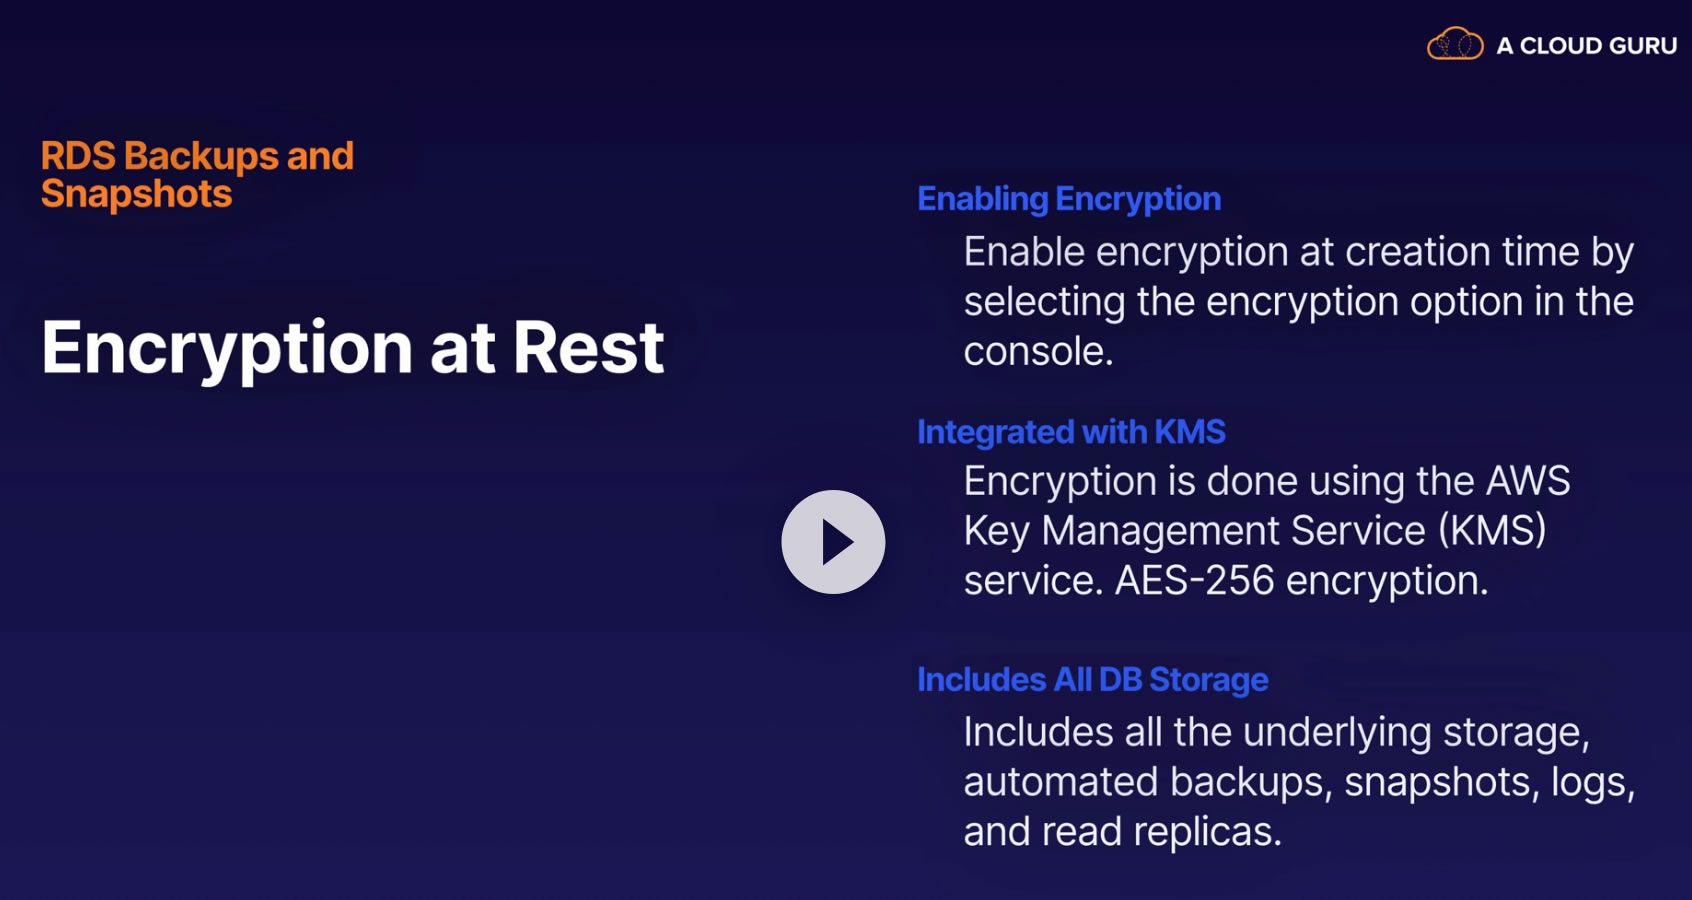 A CLOUD GURU
RDS Backups and
Snapshots
Encryption at Rest
Enabling Encryption
Enable encryption at creation time by
selecting the encryption option in the
console.
Integrated with KMS
Encryption is done using the AWS
Key Management Service (KMS)
service. AES-256 encryption.
Includes All DB Storage
Includes all the underlying storage,
automated backups, snapshots, logs,
and read replicas.